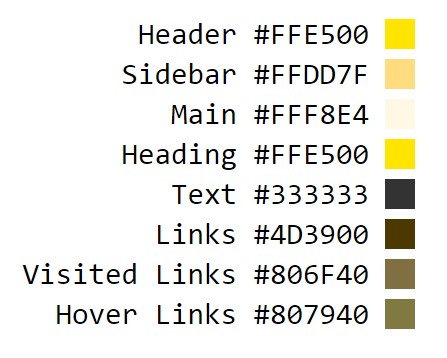 Header #FFE500
Sidebar #FFDD7F
Main #FFF8E4
Heading #FFE500
Text #333333
Links #4D3900
Visited Links #806F40
Hover Links #807940